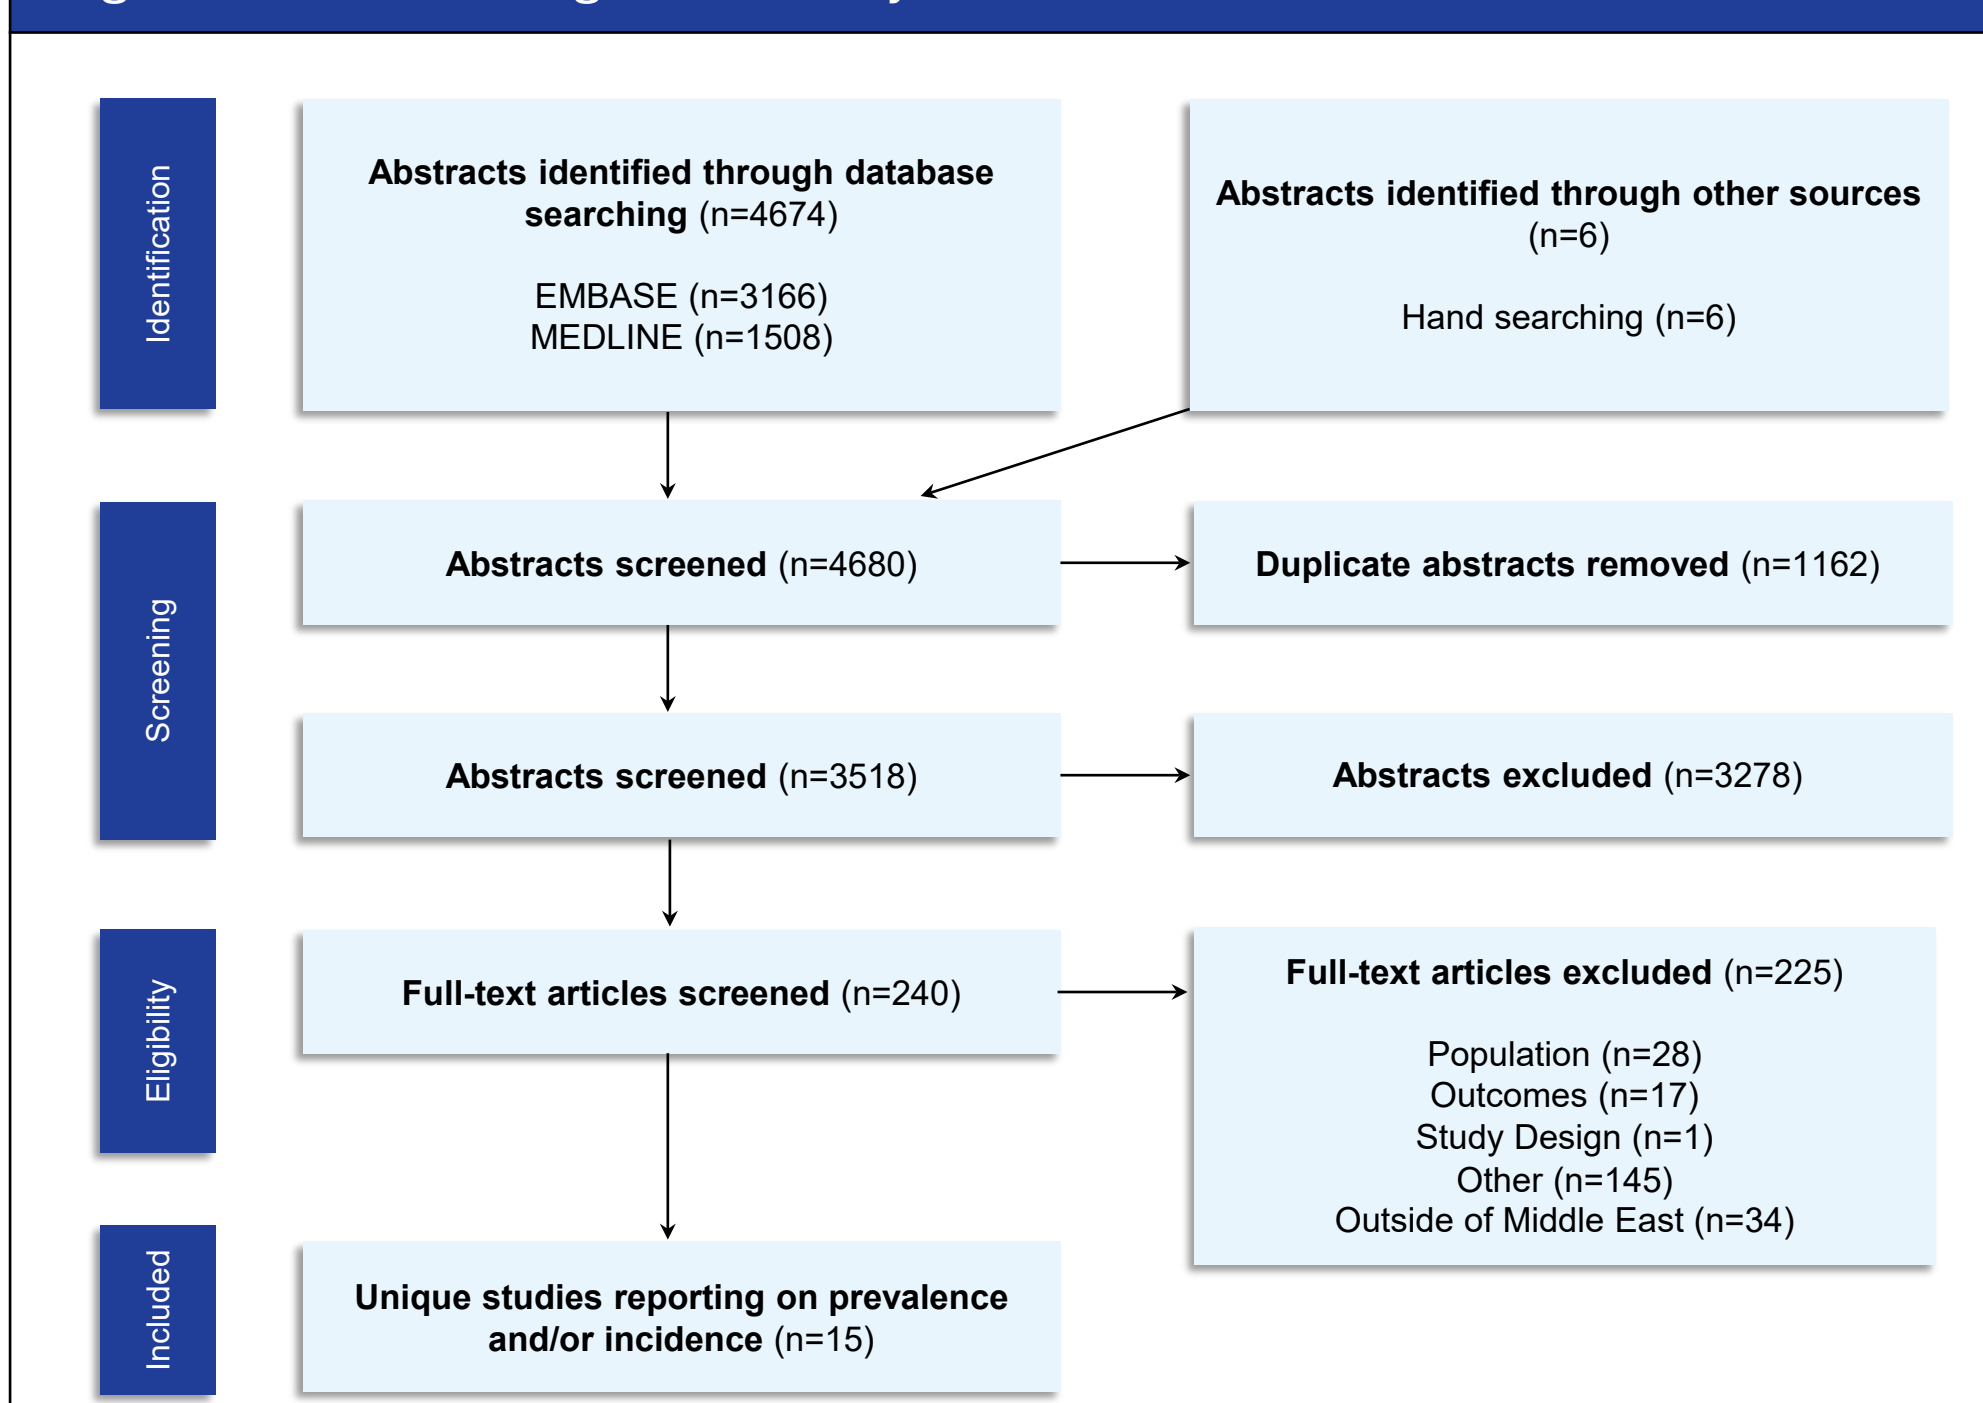 Identification
Abstracts identified through database
searching (n=4674)
EMBASE (n=3166)
MEDLINE (n=1508)
Abstracts identified through other sources
(n=6)
Hand searching (n=6)
Screening
Abstracts screened (n=4680)
Duplicate abstracts removed (n=1162)
Abstracts screened (n=3518)
Abstracts excluded (n=3278)
Eligibility
Full-text articles screened (n=240)
Full-text articles excluded (n=225)
Population (n=28)
Outcomes (n=17)
Study Design (n=1)
Other (n=145)
Outside of Middle East (n=34)
Included
Unique studies reporting on prevalence
and/or incidence (n=15)